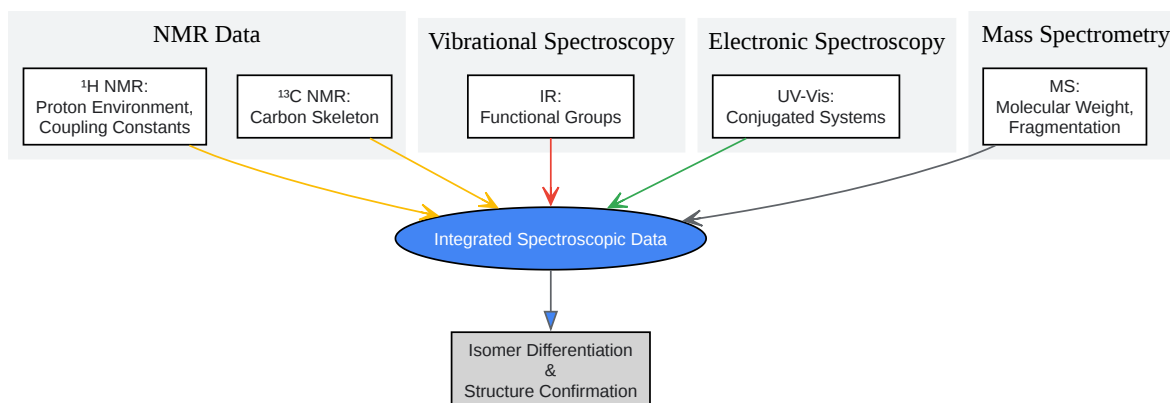 NMR Data
¹H NMR:
Proton Environment,
Coupling Constants
¹³C NMR:
Carbon Skeleton
Vibrational Spectroscopy
IR:
Functional Groups
Electronic Spectroscopy
UV-Vis:
Conjugated Systems
Mass Spectrometry
MS:
Molecular Weight,
Fragmentation
Integrated Spectroscopic Data
Isomer Differentiation
&
Structure Confirmation